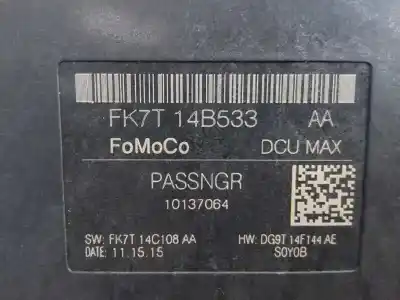 FK7T 14B533 AA
FoMoCo DCU MAX
PASSNGR
10137064
SW: FK7T 14C108 AA HW: DG9T 14F144 AE
DATE: 11.15.15 S0Y0B